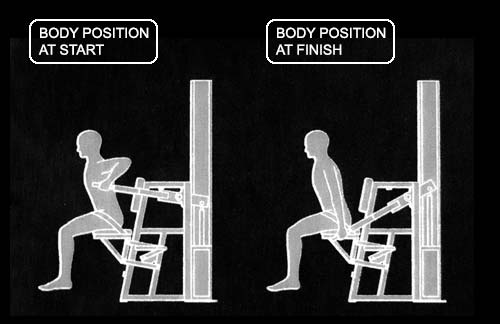 BODY POSITION
AT START
BODY POSITION
AT FINISH